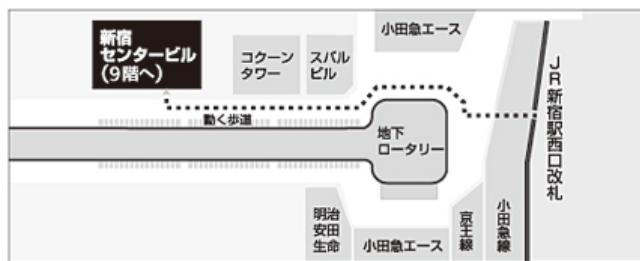 新宿
センタービル
(9階へ)
コクーン
タワー
スバル
ビル
小田急エース
動く歩道
地下
ロータリー
JR新宿駅西口改札
明治
安田
生命
小田急エース
京王線
小田急線